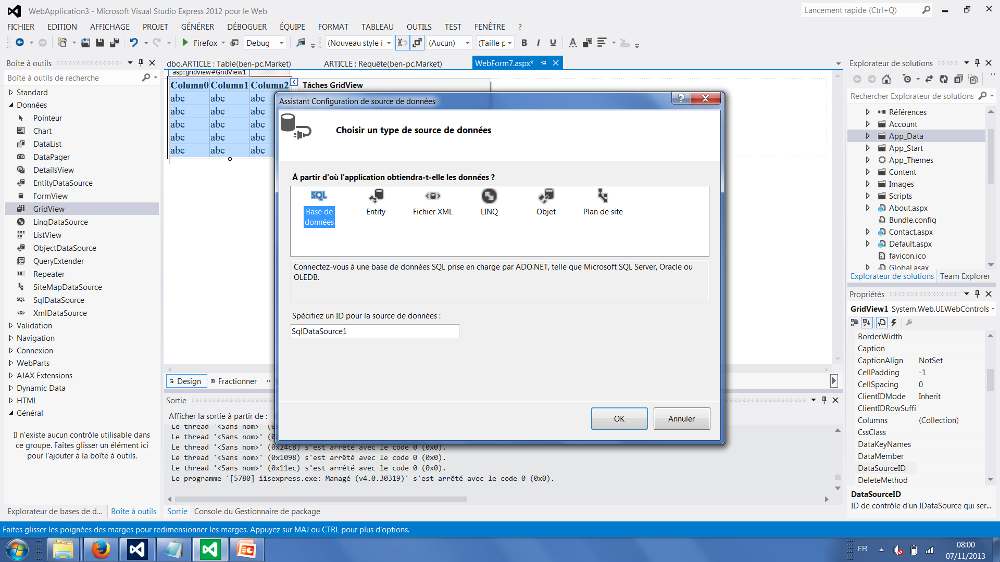 WebApplication3 - Microsoft Visual Studio Express 2012 pour le Web
Lancement rapide (Ctrl+Q)
FICHIER EDITION AFFICHAGE PROJET GÉNÉRER DÉBOGUER ÉQUIPE FORMAT TABLEAU OUTILS TEST FENÊTRE ?
Firefox Debug (Nouveau style i (Aucun) (Taille p B I U A
Boîte à outils
Boîte à outils de recherche
Standard
Données
Pointeur
Chart
DataList
DataPager
DetailsView
EntityDataSource
FormView
GridView
LinqDataSource
ListView
ObjectDataSource
QueryExtender
Repeater
SiteMapDataSource
SQL SqlDataSource
XmlDataSource
Validation
Navigation
Connexion
WebParts
AJAX Extensions
Dynamic Data
HTML
Général
Il n'existe aucun contrôle utilisable dans
ce groupe. Faites glisser un élément ici
pour l'ajouter à la boîte à outils.
Explorateur de bases de d... Boîte à outils
dbo.ARTICLE : Table(ben-pc.Market) ARTICLE : Requête(ben-pc.Market) WebForm7.aspx*
asp:gridview#GridView1
Column0 Column1 Column2
abc abc abc
abc abc abc
abc abc abc
abc abc abc
abc abc abc
Tâches GridView
Assistant Configuration de source de données
?
Choisir un type de source de données
À partir d'où l'application obtiendra-t-elle les données ?
SQL
Base de données
Entity
Fichier XML
LINQ
Objet
Plan de site
Connectez-vous à une base de données SQL prise en charge par ADO.NET, telle que Microsoft SQL Server, Oracle ou
OLEDB.
Spécifiez un ID pour la source de données :
SqlDataSource1
OK Annuler
Design Fractionner
Sortie
Afficher la sortie à partir de :
Le thread '<Sans nom>' (0
Le thread '<Sans nom>' (0
Le thread '<Sans nom>' (0x24c8) s'est arrêté avec le code 0 (0x0).
Le thread '<Sans nom>' (0x1098) s'est arrêté avec le code 0 (0x0).
Le thread '<Sans nom>' (0x11ec) s'est arrêté avec le code 0 (0x0).
Le programme '[5780] iisexpress.exe: Managé (v4.0.30319)' s'est arrêté avec le code 0 (0x0).
Sortie Console du Gestionnaire de package
Explorateur de solutions
Rechercher Explorateur de solutions
Références
Account
App_Data
App_Start
App_Themes
Content
Images
Scripts
About.aspx
Bundle.config
Contact.aspx
Default.aspx
favicon.ico
Global.asax
Explorateur de solutions Team Explorer
Propriétés
GridView1 System.Web.UI.WebControls
BorderWidth
Caption
CaptionAlign NotSet
CellPadding -1
CellSpacing 0
ClientIDMode Inherit
ClientIDRowSuffi
Columns (Collection)
CssClass
DataKeyNames
DataMember
DataSourceID
DeleteMethod
DataSourceID
ID de contrôle d'un IDataSource qui ser...
Faites glisser les poignées des marges pour redimensionner les marges. Appuyez sur MAJ ou CTRL pour plus d'options.
FR
08:00
07/11/2013